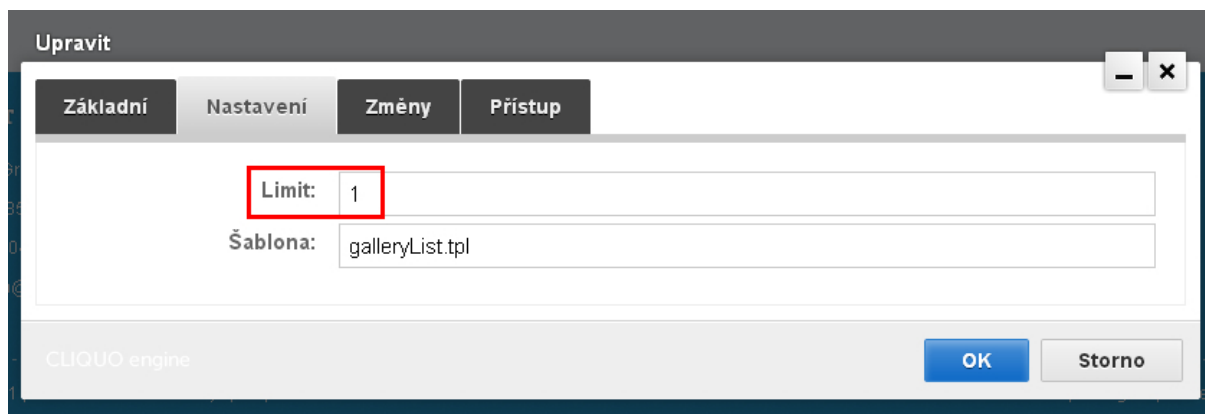 Upravit
Základní Nastavení Změny Přístup
Limit: 1
Šablona: galleryList.tpl
CLIQUO engine
OK Storno